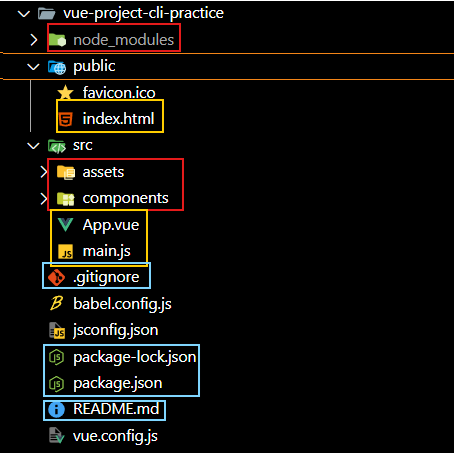 vue-project-cli-practice
node_modules
public
favicon.ico
index.html
src
assets
components
App.vue
main.js
.gitignore
babel.config.js
jsconfig.json
package-lock.json
package.json
README.md
vue.config.js